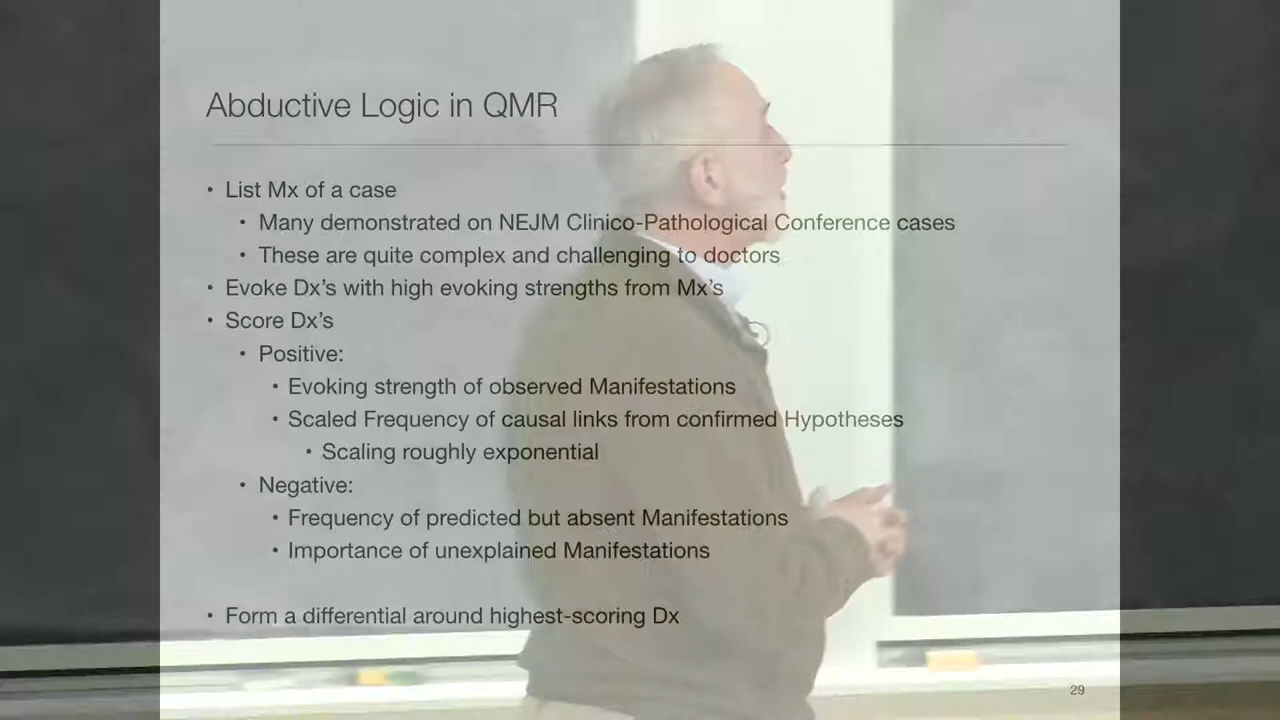 Abductive Logic in QMR
• List Mx of a case
• Many demonstrated on NEJM Clinico-Pathological Conference cases
• These are quite complex and challenging to doctors
• Evoke Dx's with high evoking strengths from Mx's
• Score Dx's
• Positive:
• Evoking strength of observed Manifestations
• Scaled Frequency of causal links from confirmed Hypotheses
• Scaling roughly exponential
• Negative:
• Frequency of predicted but absent Manifestations
• Importance of unexplained Manifestations
• Form a differential around highest-scoring Dx
29